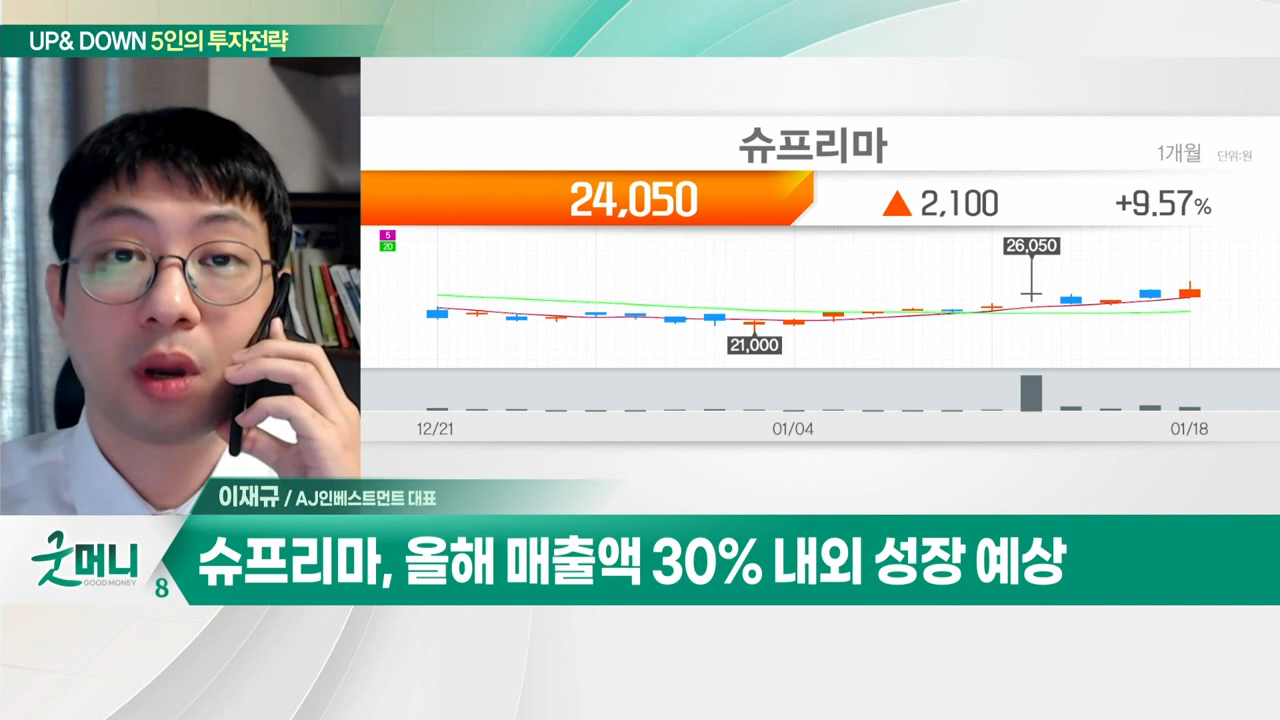 UP& DOWN 5인의 투자전략
슈프리마
1개월 단위:원
24,050 ▲ 2,100 +9.57%
5
20
26,050
21,000
12/21 01/04 01/18
이재규 / AJ인베스트먼트 대표
굿머니
GOOD MONEY
8
슈프리마, 올해 매출액 30% 내외 성장 예상